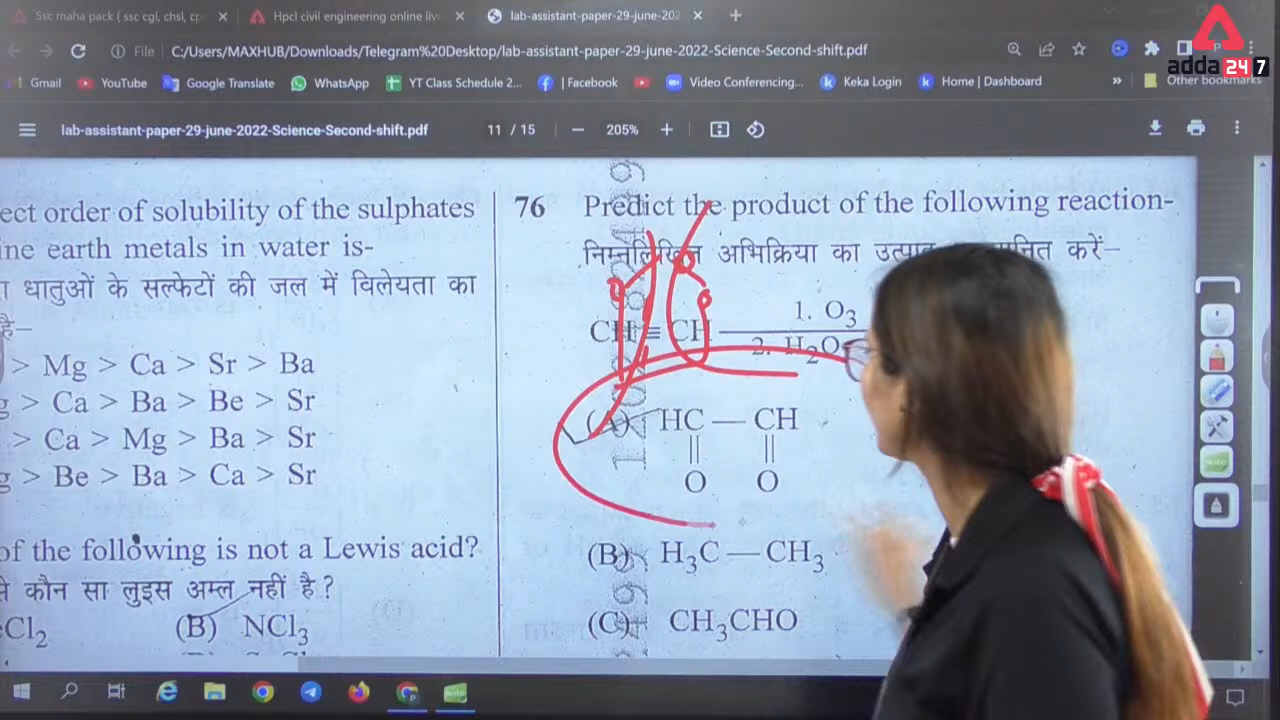 Ssc maha pack ( ssc cgl, chsl, cp
Hpcl civil engineering online liv
lab-assistant-paper-29-june-202
File C:/Users/MAXHUB/Downloads/Telegram%20Desktop/lab-assistant-paper-29-june-2022-Science-Second-shift.pdf
adda 24 7
Gmail YouTube Google Translate WhatsApp YT Class Schedule 2... | Facebook Video Conferencing... Keka Login Home | Dashboard » Other bookmarks
lab-assistant-paper-29-june-2022-Science-Second-shift.pdf 11 / 15 — 205% +
ect order of solubility of the sulphates
ine earth metals in water is-
धातुओं के सल्फेटों की जल में विलेयता का
है–
> Mg > Ca > Sr > Ba
> Ca > Ba > Be > Sr
> Ca > Mg > Ba > Sr
> Be > Ba > Ca > Sr
of the following is not a Lewis acid?
कौन सा लुइस अम्ल नहीं है?
Cl₂ (B) NCl₃
76 Predict the product of the following reaction-
निम्नलिखित अभिक्रिया का उत्पाद करें–
CH ≡ CH 1. O₃
2. H₂O
(A) HC — CH
|| ||
O O
(B) H₃C — CH₃
(C) CH₃CHO